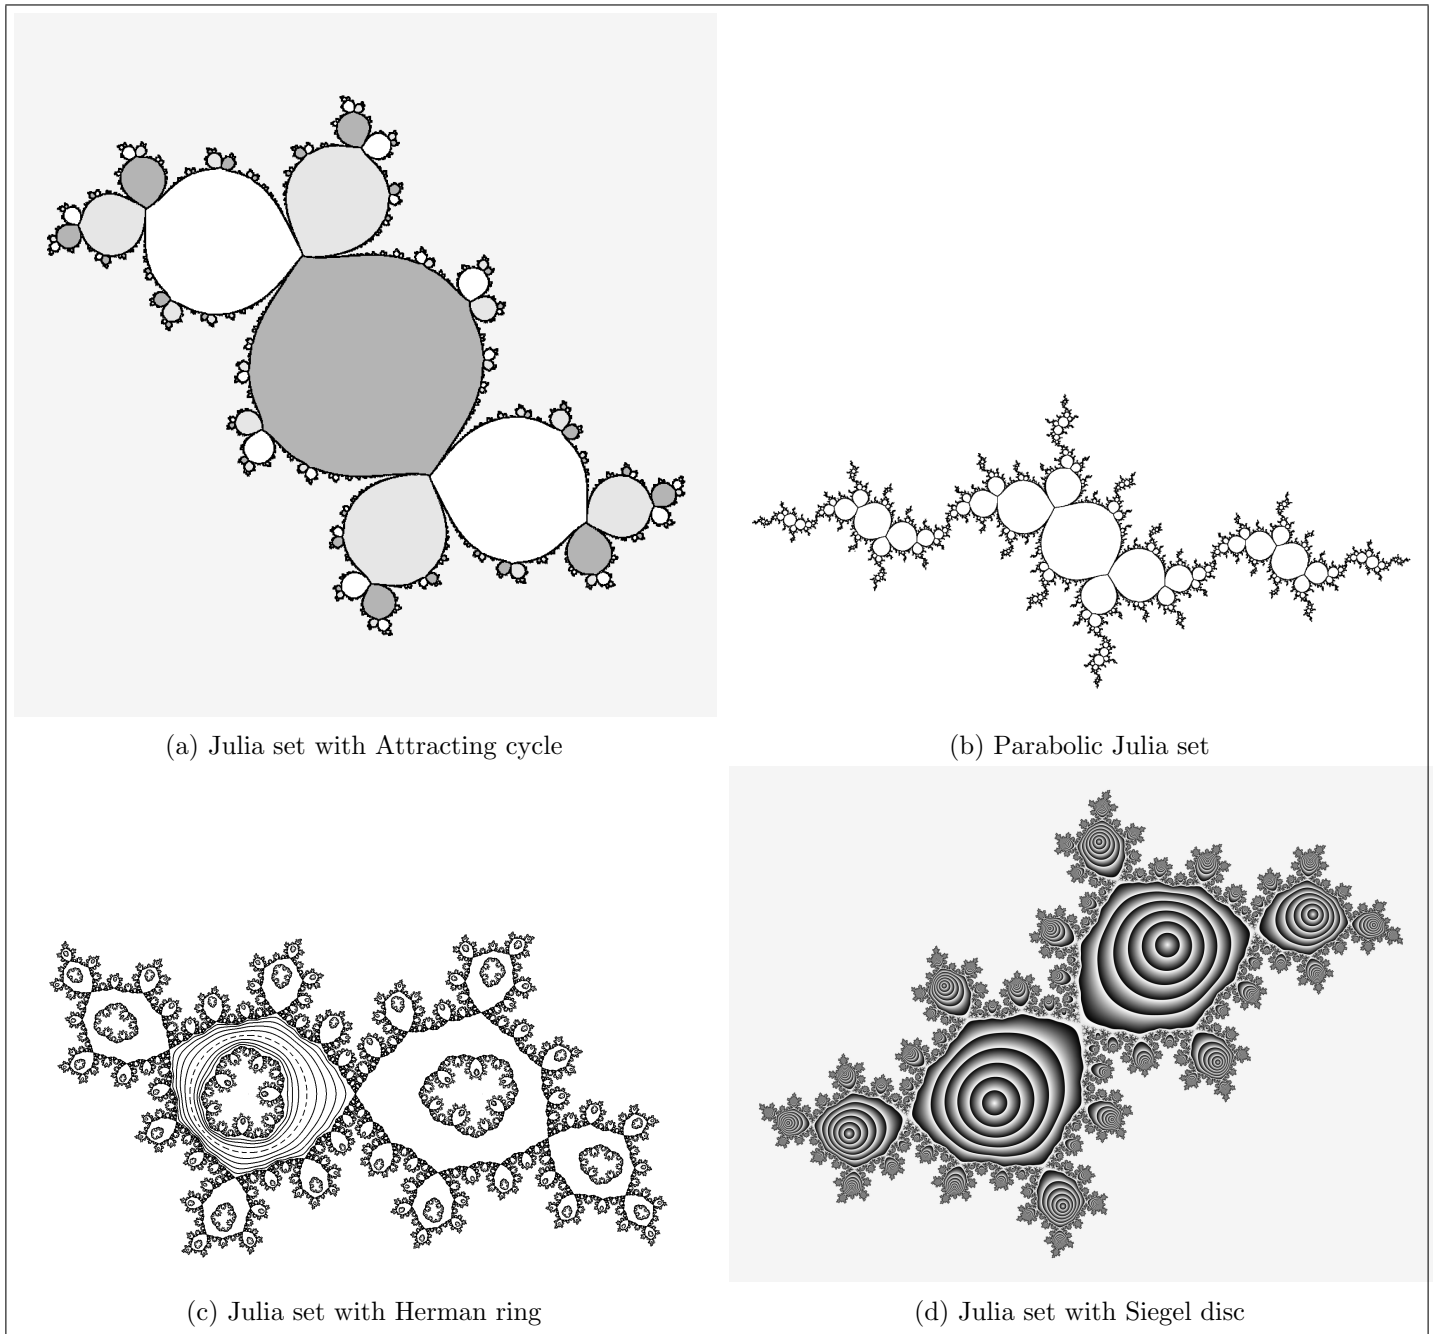 (a) Julia set with Attracting cycle
(b) Parabolic Julia set
(c) Julia set with Herman ring
(d) Julia set with Siegel disc